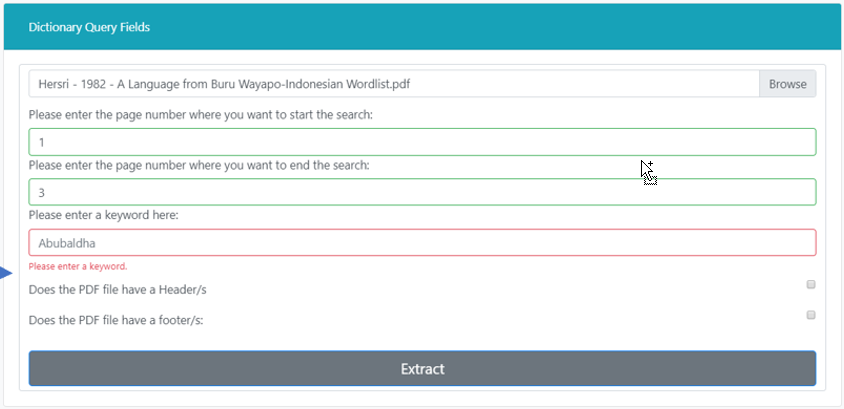 Dictionary Query Fields
Hersri - 1982 - A Language from Buru Wayapo-Indonesian Wordlist.pdf Browse
Please enter the page number where you want to start the search:
1
Please enter the page number where you want to end the search:
3
Please enter a keyword here:
Abubaldha
Please enter a keyword.
Does the PDF file have a Header/s
Does the PDF file have a footer/s:
Extract